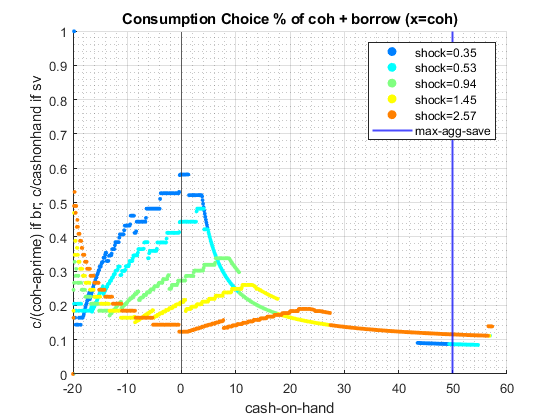 Consumption Choice % of coh + borrow (x=coh)
c/(coh-aprime) if br, c/cashonhand if sv
1
0.9
0.8
0.7
0.6
0.5
0.4
0.3
0.2
0.1
0
shock=0.35
shock=0.53
shock=0.94
shock=1.45
shock=2.57
max-agg-save
-20
-10
0
10
20
30
40
50
60
cash-on-hand